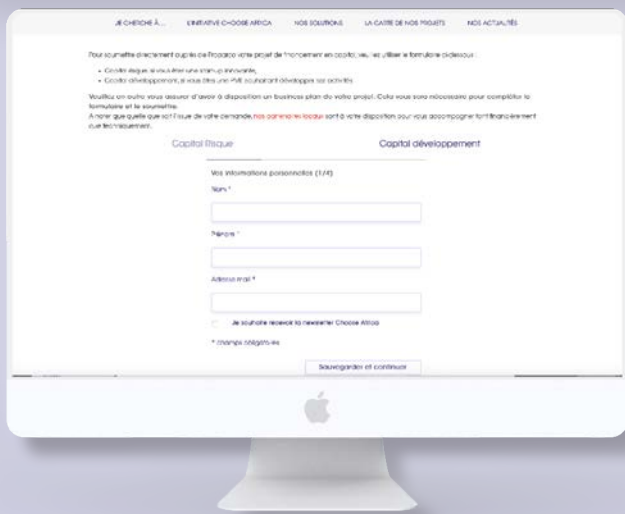 JE CHERCHE À... L'INITIATIVE CHOOSE AFRICA NOS SOLUTIONS LA CARTE DE NOS PROJETS NOS ACTUALITÉS
Pour soumettre directement auprès de Proparco votre projet de financement en capital, veuillez utiliser le formulaire ci-dessous :
• Capital risque, si vous êtes une start-up innovante,
• Capital développement, si vous êtes une PME souhaitant développer ses activités.
Veuillez en outre vous assurer d'avoir à disposition un business plan de votre projet. Cela vous sera nécessaire pour compléter le
formulaire et le soumettre.
A noter que quelle que soit l'issue de votre demande, nos partenaires locaux sont à votre disposition pour vous accompagner tant financièrement
que techniquement.
Capital Risque Capital développement
Vos informations personnelles (1/4)
Nom *
Prénom *
Adresse mail *
Je souhaite recevoir la newsletter Choose Africa
* champs obligatoires
Sauvegarder et continuer